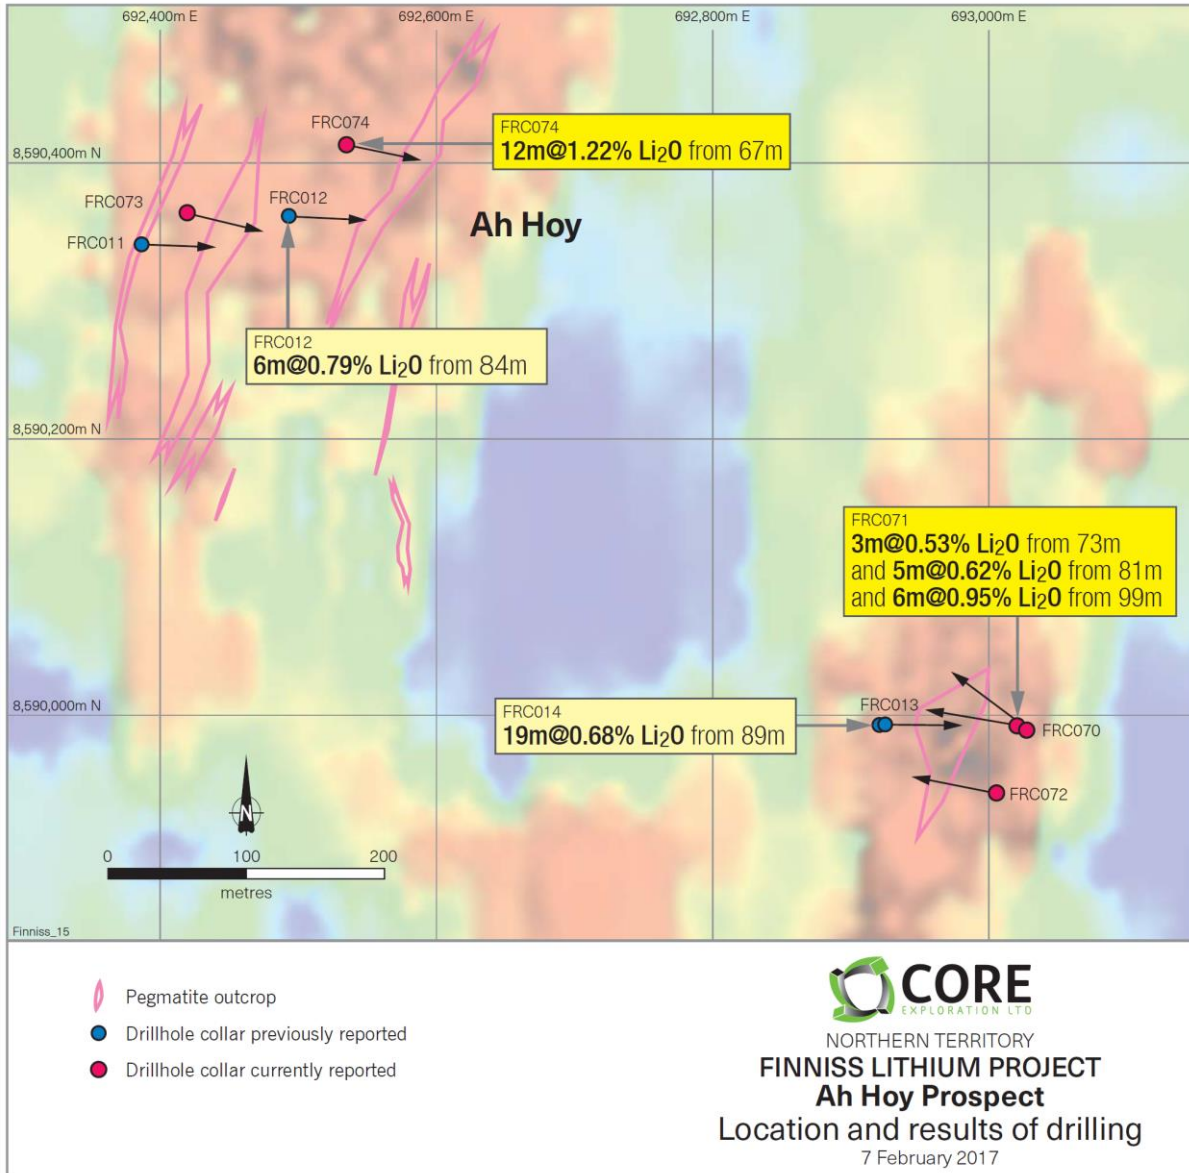 692,400m E
692,600m E
692,800m E
693,000m E
FRC074
FRC074
12m@1.22% Li2O from 67m
8,590,400m N
FRC073
FRC012
Ah Hoy
FRC011
FRC012
6m@0.79% Li2O from 84m
8,590,200m N
FRC071
3m@0.53% Li2O from 73m
and 5m@0.62% Li2O from 81m
and 6m@0.95% Li2O from 99m
FRC014
19m@0.68% Li2O from 89m
FRC013
8,590,000m N
FRC070
FRC072
N
0 100 200
metres
Finniss_15
Pegmatite outcrop
Drillhole collar previously reported
Drillhole collar currently reported
CORE
EXPLORATION LTD
NORTHERN TERRITORY
FINNISS LITHIUM PROJECT
Ah Hoy Prospect
Location and results of drilling
7 February 2017